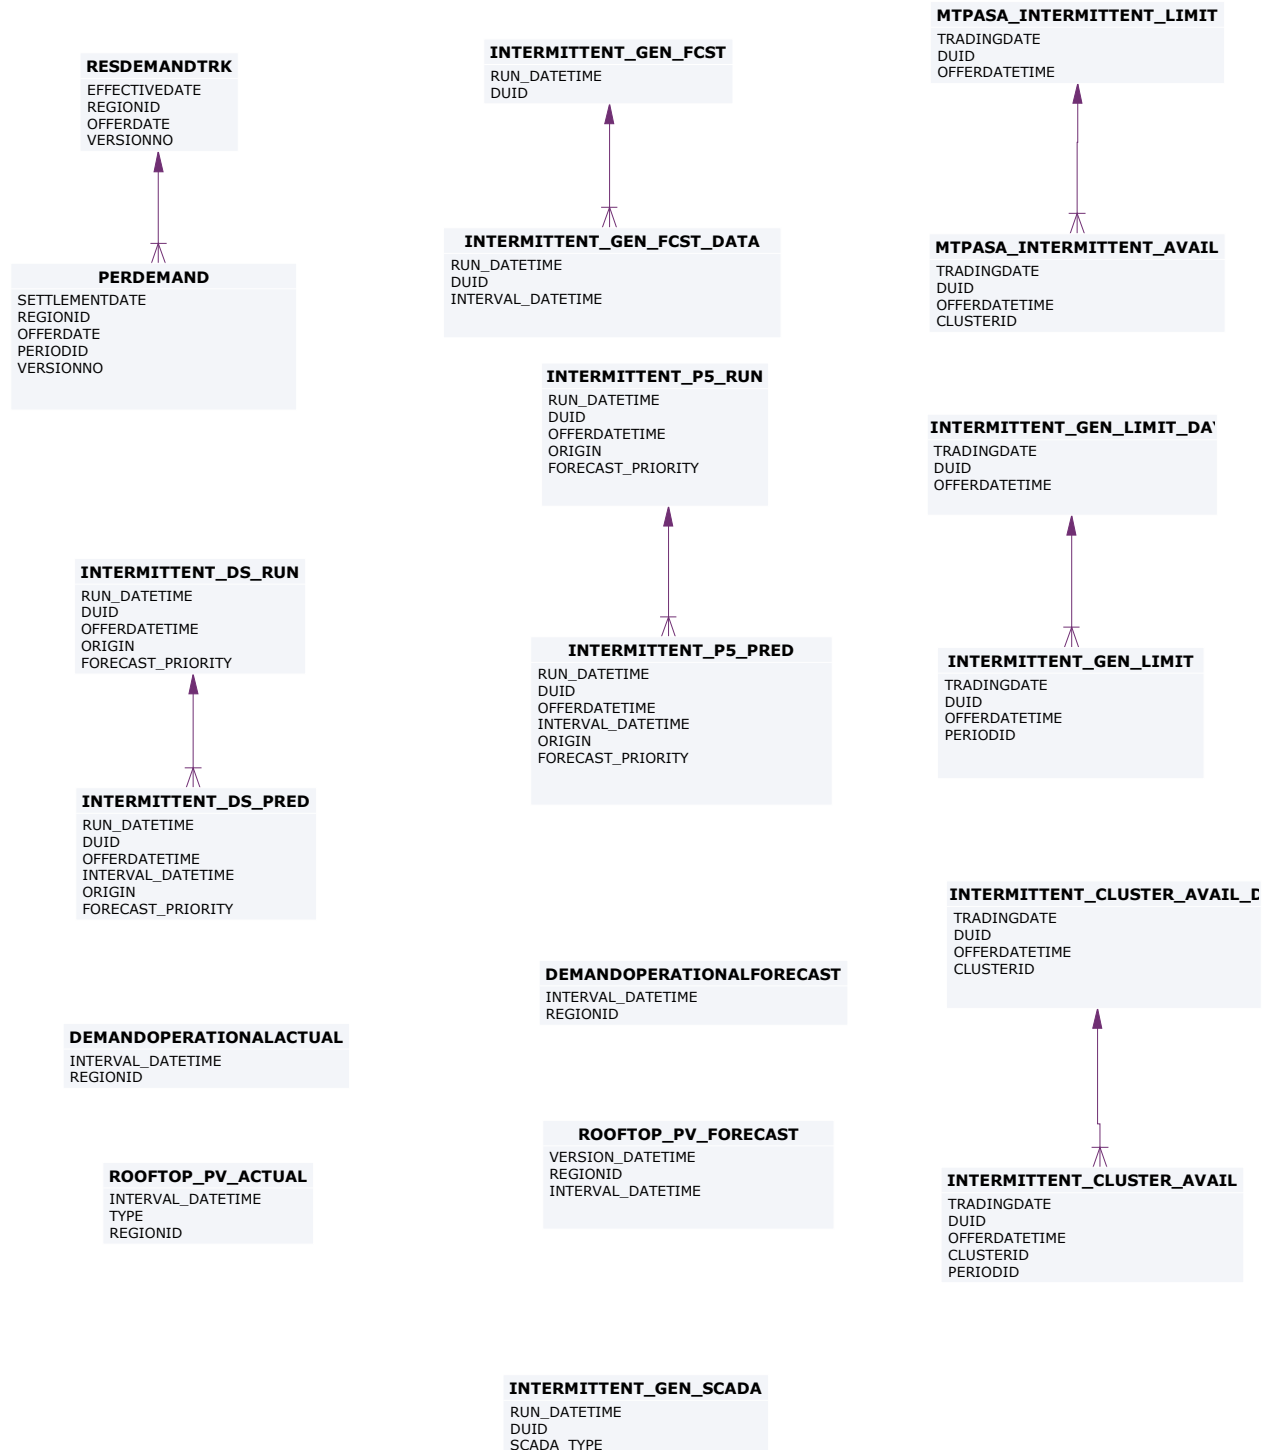 RESDEMANDTRK
EFFECTIVEDATE
REGIONID
OFFERDATE
VERSIONNO
PERDEMAND
SETTLEMENTDATE
REGIONID
OFFERDATE
PERIODID
VERSIONNO
INTERMITTENT_GEN_FCST
RUN_DATETIME
DUID
INTERMITTENT_GEN_FCST_DATA
RUN_DATETIME
DUID
INTERVAL_DATETIME
MTPASA_INTERMITTENT_LIMIT
TRADINGDATE
DUID
OFFERDATETIME
MTPASA_INTERMITTENT_AVAIL
TRADINGDATE
DUID
OFFERDATETIME
CLUSTERID
INTERMITTENT_P5_RUN
RUN_DATETIME
DUID
OFFERDATETIME
ORIGIN
FORECAST_PRIORITY
INTERMITTENT_P5_PRED
RUN_DATETIME
DUID
OFFERDATETIME
INTERVAL_DATETIME
ORIGIN
FORECAST_PRIORITY
INTERMITTENT_GEN_LIMIT_DAY
TRADINGDATE
DUID
OFFERDATETIME
INTERMITTENT_GEN_LIMIT
TRADINGDATE
DUID
OFFERDATETIME
PERIODID
INTERMITTENT_DS_RUN
RUN_DATETIME
DUID
OFFERDATETIME
ORIGIN
FORECAST_PRIORITY
INTERMITTENT_DS_PRED
RUN_DATETIME
DUID
OFFERDATETIME
INTERVAL_DATETIME
ORIGIN
FORECAST_PRIORITY
INTERMITTENT_CLUSTER_AVAIL_D
TRADINGDATE
DUID
OFFERDATETIME
CLUSTERID
DEMANDOPERATIONALFORECAST
INTERVAL_DATETIME
REGIONID
DEMANDOPERATIONALACTUAL
INTERVAL_DATETIME
REGIONID
ROOFTOP_PV_FORECAST
VERSION_DATETIME
REGIONID
INTERVAL_DATETIME
ROOFTOP_PV_ACTUAL
INTERVAL_DATETIME
TYPE
REGIONID
INTERMITTENT_CLUSTER_AVAIL
TRADINGDATE
DUID
OFFERDATETIME
CLUSTERID
PERIODID
INTERMITTENT_GEN_SCADA
RUN_DATETIME
DUID
SCADA_TYPE